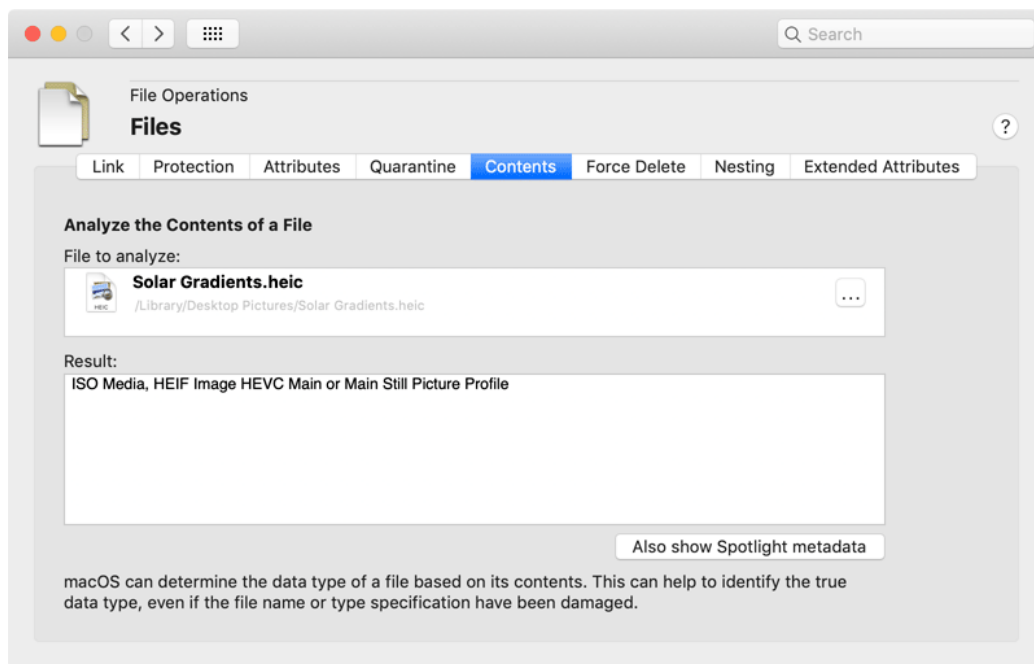 Search
File Operations
Files
?
Link Protection Attributes Quarantine Contents Force Delete Nesting Extended Attributes
Analyze the Contents of a File
File to analyze:
Solar Gradients.heic
HEIC
/Library/Desktop Pictures/Solar Gradients.heic
...
Result:
ISO Media, HEIF Image HEVC Main or Main Still Picture Profile
Also show Spotlight metadata
macOS can determine the data type of a file based on its contents. This can help to identify the true
data type, even if the file name or type specification have been damaged.